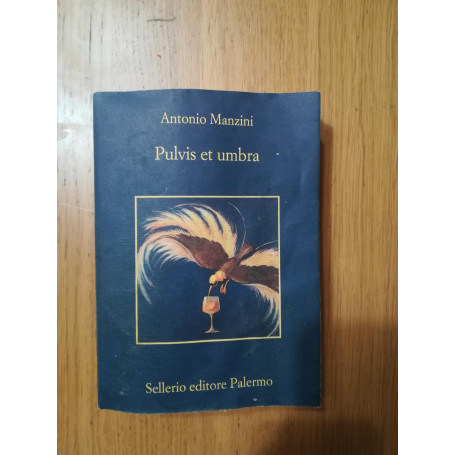 Antonio Manzini
Pulvis et umbra
Sellerio editore Palermo